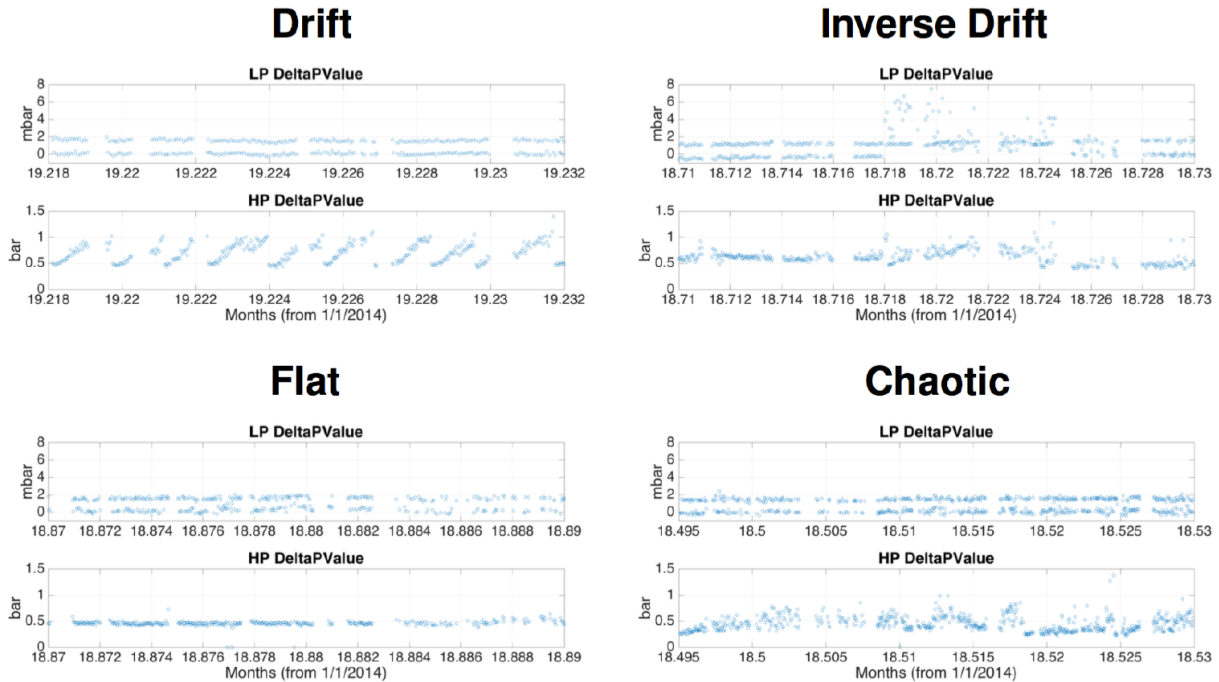 Drift
LP DeltaPValue
8
6
4
2
0
mbar
19.218 19.22 19.222 19.224 19.226 19.228 19.23 19.232
HP DeltaPValue
1.5
1
0.5
0
bar
19.218 19.22 19.222 19.224 19.226 19.228 19.23 19.232
Months (from 1/1/2014)
Inverse Drift
LP DeltaPValue
8
6
4
2
0
mbar
18.71 18.712 18.714 18.716 18.718 18.72 18.722 18.724 18.726 18.728 18.73
HP DeltaPValue
1.5
1
0.5
0
bar
18.71 18.712 18.714 18.716 18.718 18.72 18.722 18.724 18.726 18.728 18.73
Months (from 1/1/2014)
Flat
LP DeltaPValue
8
6
4
2
0
mbar
18.87 18.872 18.874 18.876 18.878 18.88 18.882 18.884 18.886 18.888 18.89
HP DeltaPValue
1.5
1
0.5
0
bar
18.87 18.872 18.874 18.876 18.878 18.88 18.882 18.884 18.886 18.888 18.89
Months (from 1/1/2014)
Chaotic
LP DeltaPValue
8
6
4
2
0
mbar
18.495 18.5 18.505 18.51 18.515 18.52 18.525 18.53
HP DeltaPValue
1.5
1
0.5
0
bar
18.495 18.5 18.505 18.51 18.515 18.52 18.525 18.53
Months (from 1/1/2014)